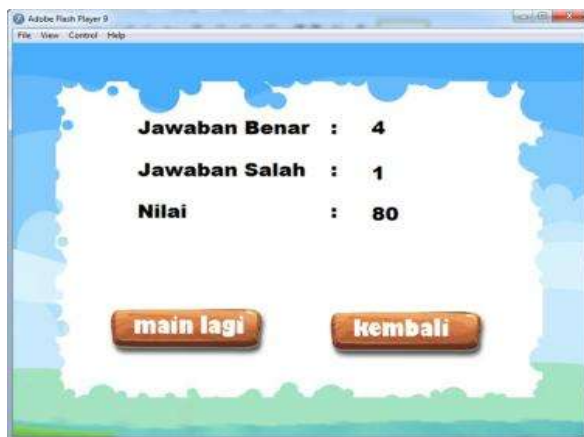 Adobe Flash Player 9
File View Control Help
Jawaban Benar : 4
Jawaban Salah : 1
Nilai : 80
main lagi
kembali